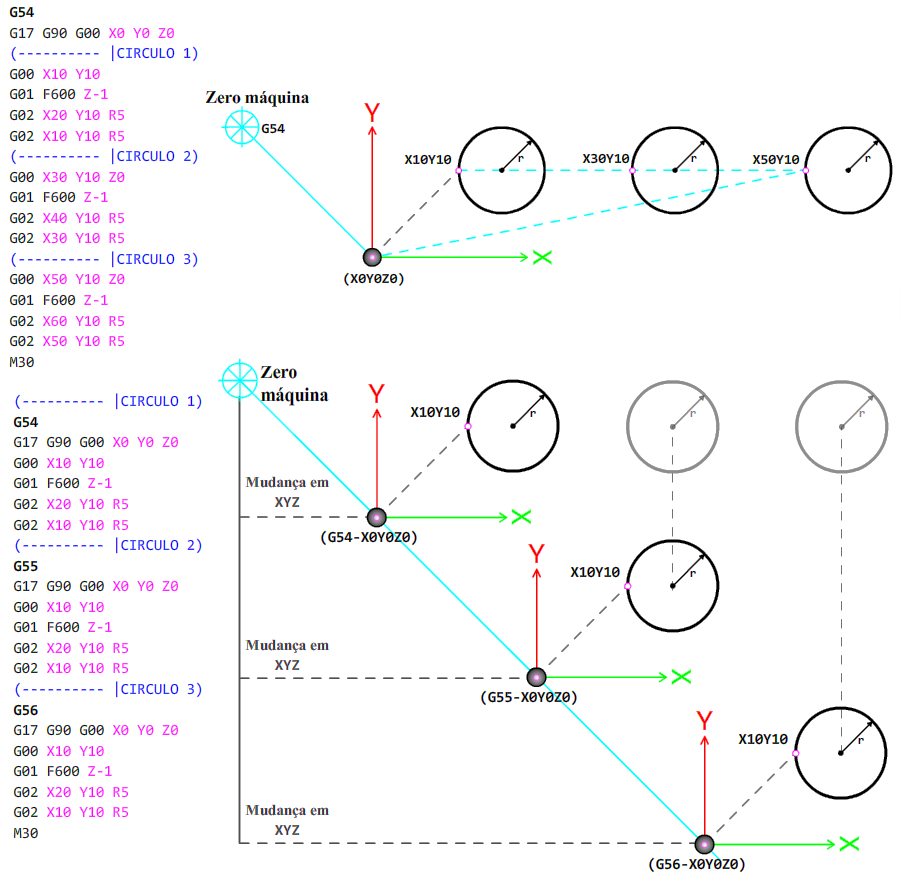 G54
G17 G90 G00 X0 Y0 Z0
(---------- |CIRCULO 1)
G00 X10 Y10
G01 F600 Z-1
G02 X20 Y10 R5
G02 X10 Y10 R5
(---------- |CIRCULO 2)
G00 X30 Y10 Z0
G01 F600 Z-1
G02 X40 Y10 R5
G02 X30 Y10 R5
(---------- |CIRCULO 3)
G00 X50 Y10 Z0
G01 F600 Z-1
G02 X60 Y10 R5
G02 X50 Y10 R5
M30
Zero máquina
G54
Y
X10Y10
r
X30Y10
r
X50Y10
r
X
(X0Y0Z0)
(---------- |CIRCULO 1)
G54
G17 G90 G00 X0 Y0 Z0
G00 X10 Y10
G01 F600 Z-1
G02 X20 Y10 R5
G02 X10 Y10 R5
(---------- |CIRCULO 2)
G55
G17 G90 G00 X0 Y0 Z0
G00 X10 Y10
G01 F600 Z-1
G02 X20 Y10 R5
G02 X10 Y10 R5
(---------- |CIRCULO 3)
G56
G17 G90 G00 X0 Y0 Z0
G00 X10 Y10
G01 F600 Z-1
G02 X20 Y10 R5
G02 X10 Y10 R5
M30
Zero
máquina
Y
X10Y10
r
r
r
Mudança em
XYZ
X
(G54-X0Y0Z0)
Y
X10Y10
r
Mudança em
XYZ
X
(G55-X0Y0Z0)
Y
X10Y10
r
Mudança em
XYZ
X
(G56-X0Y0Z0)